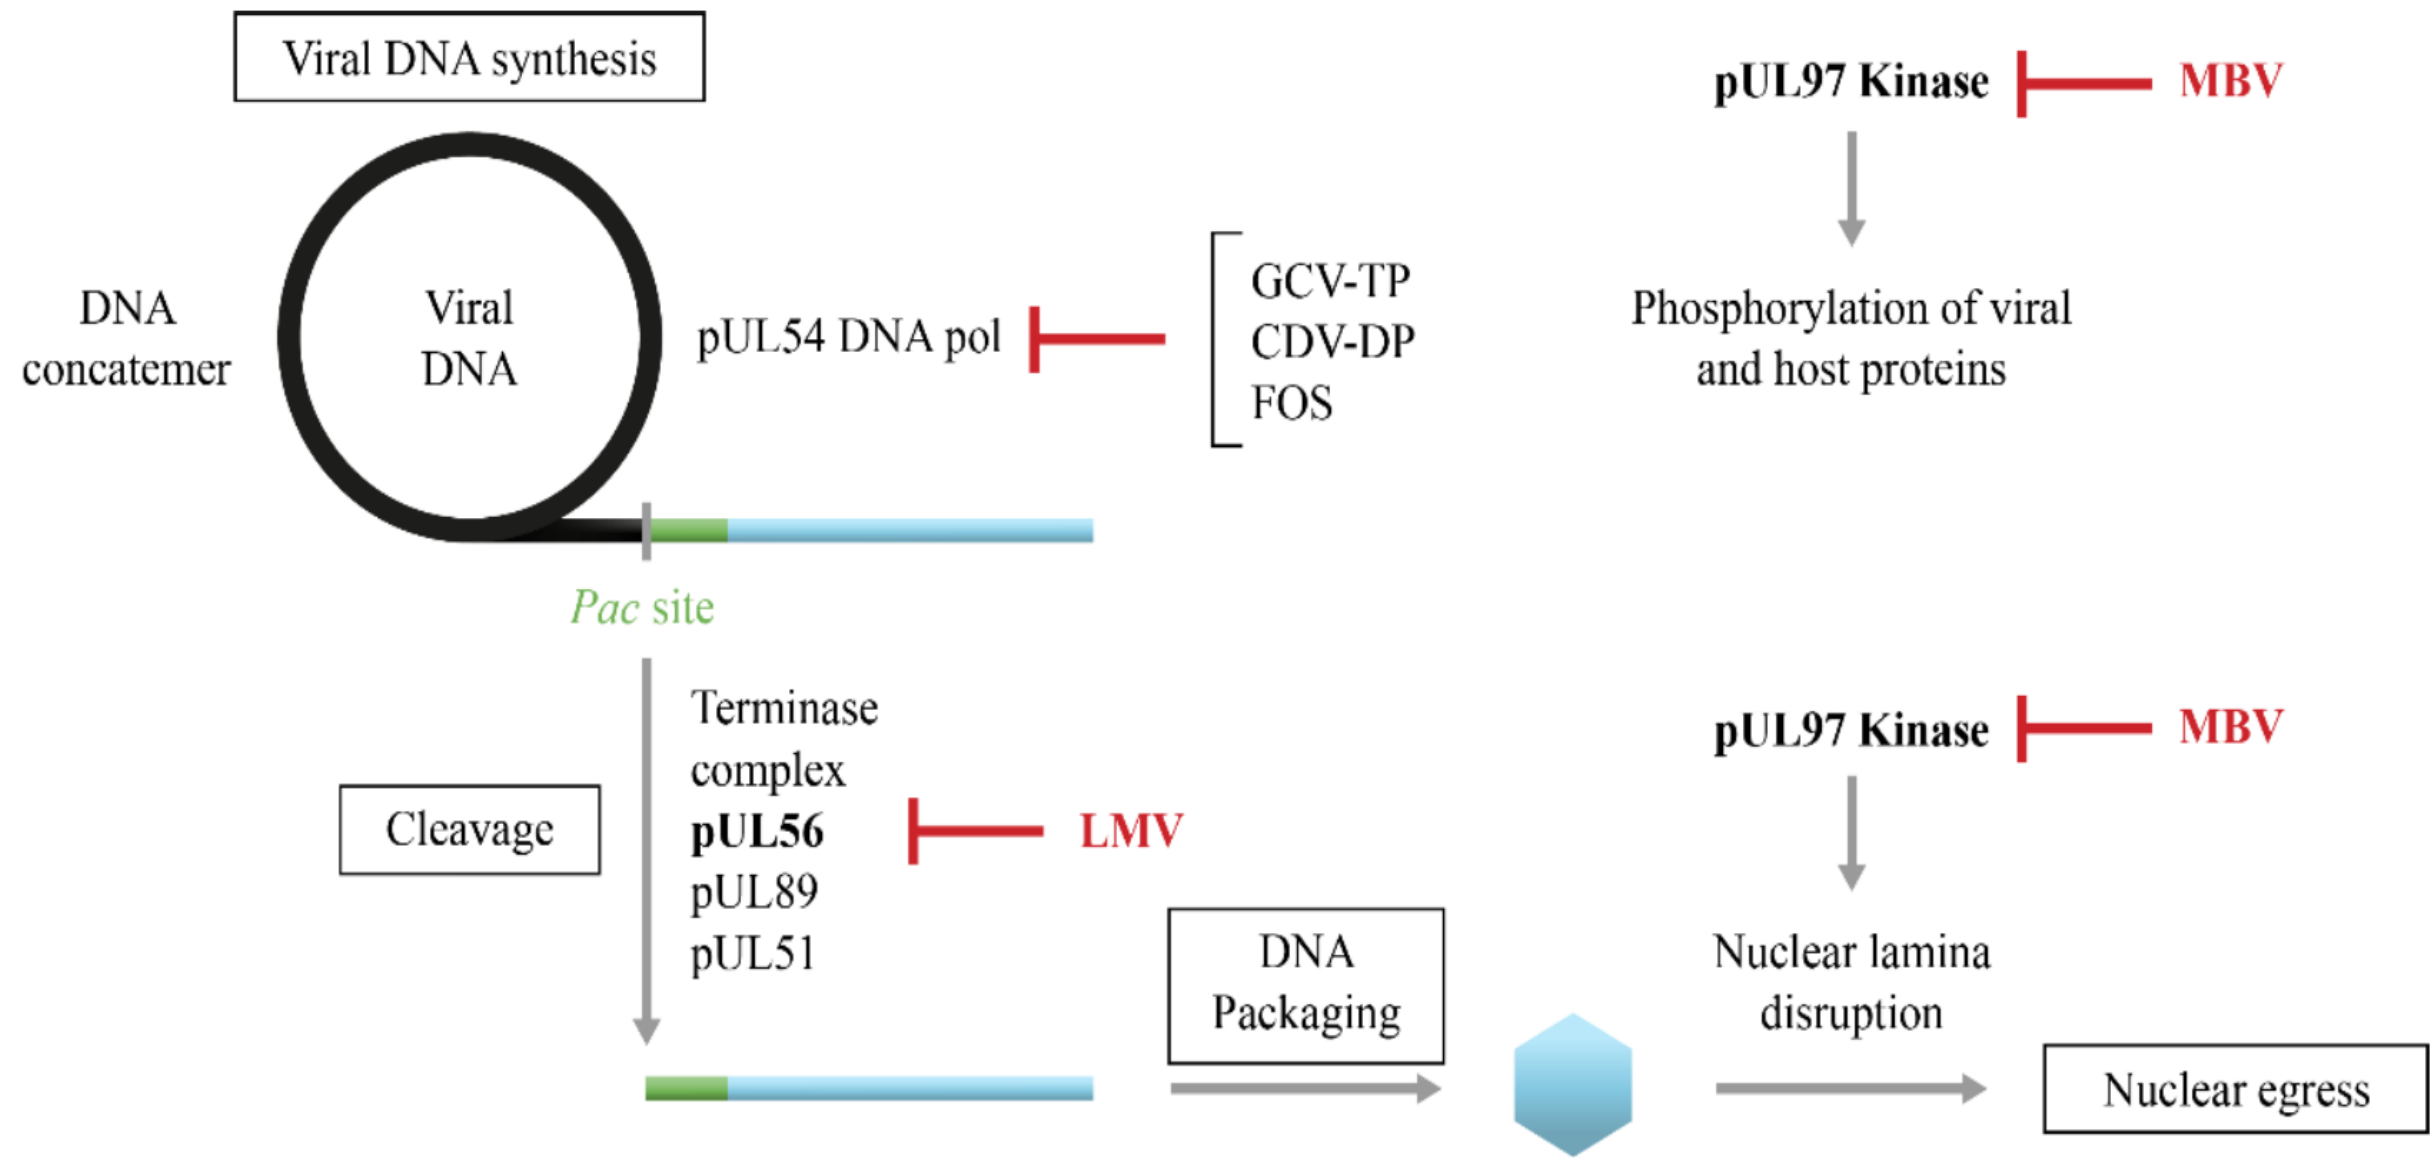 Viral DNA synthesis
DNA
concatemer
Viral
DNA
pUL54 DNA pol
GCV-TP
CDV-DP
FOS
pUL97 Kinase
MBV
Phosphorylation of viral
and host proteins
Pac site
Terminase
complex
pUL56
pUL89
pUL51
LMV
Cleavage
DNA
Packaging
pUL97 Kinase
MBV
Nuclear lamina
disruption
Nuclear egress